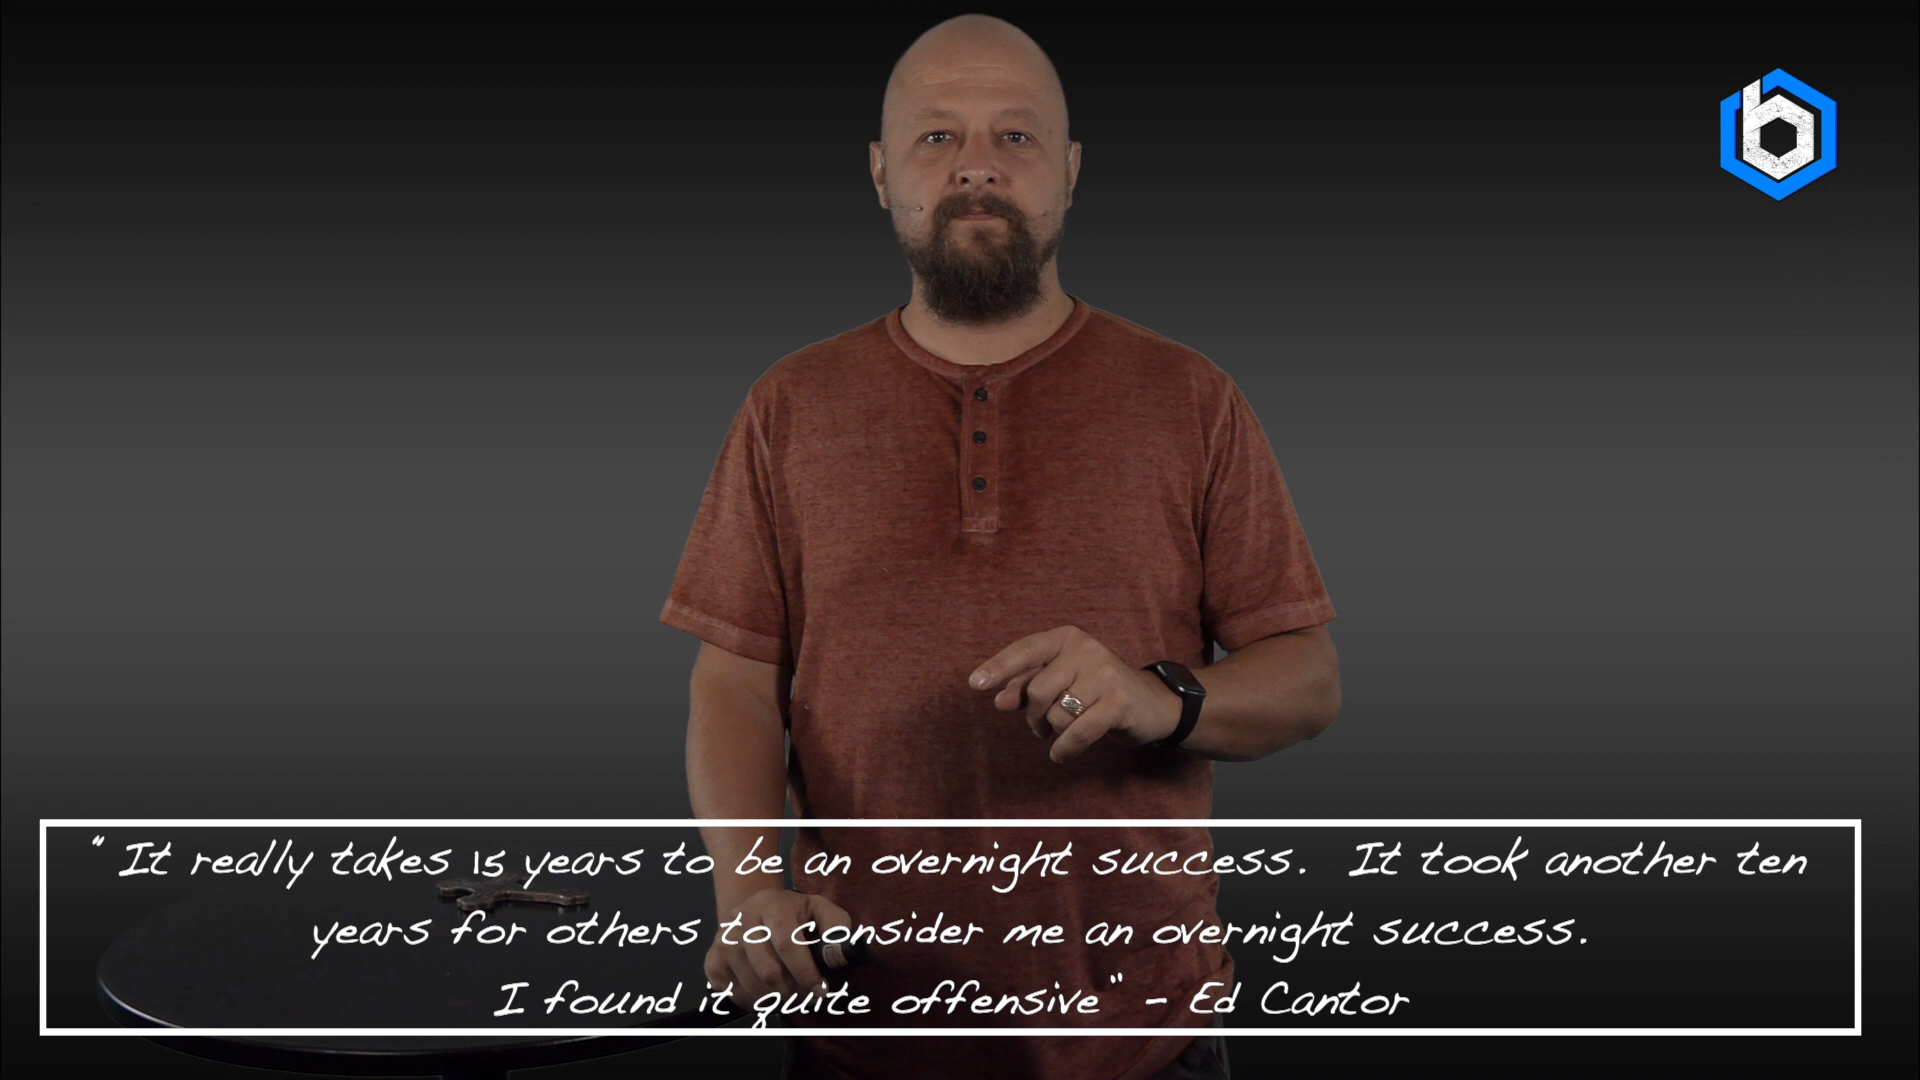 "It really takes 15 years to be an overnight success.  It took another ten
years for others to consider me an overnight success.
I found it quite offensive" - Ed Cantor